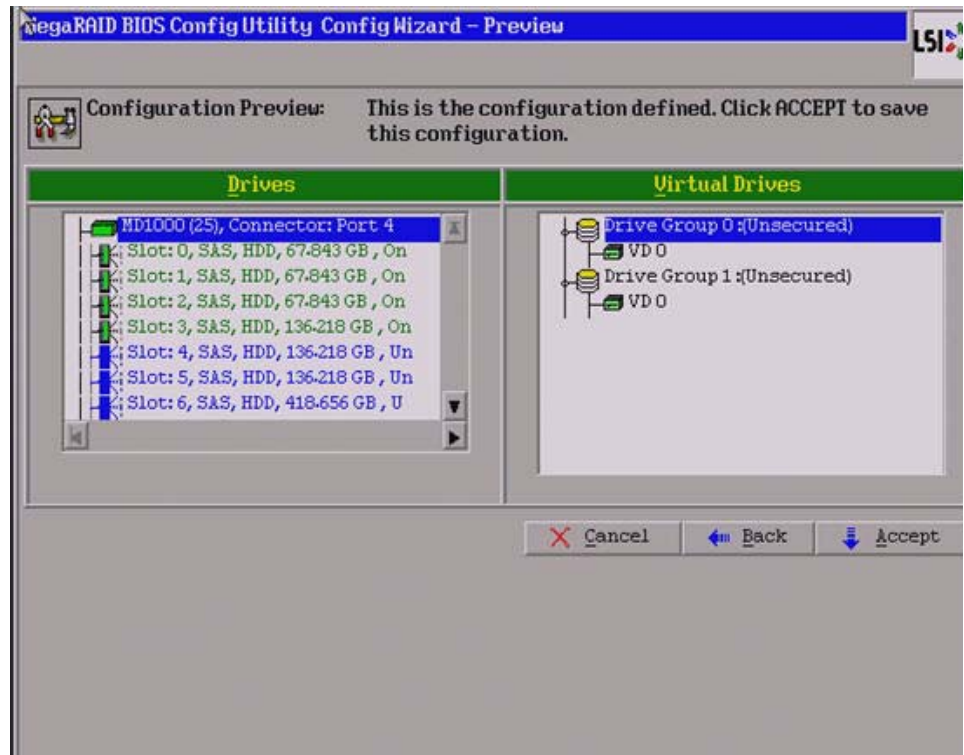 MegaRAID BIOS Config Utility Config Wizard – Preview
LSI
Configuration Preview: This is the configuration defined. Click ACCEPT to save
this configuration.
Drives
MD1000 (25), Connector: Port 4
Slot: 0, SAS, HDD, 67.843 GB, On
Slot: 1, SAS, HDD, 67.843 GB, On
Slot: 2, SAS, HDD, 67.843 GB, On
Slot: 3, SAS, HDD, 136.218 GB, On
Slot: 4, SAS, HDD, 136.218 GB, Un
Slot: 5, SAS, HDD, 136.218 GB, Un
Slot: 6, SAS, HDD, 418.656 GB, U
Virtual Drives
Drive Group 0 :(Unsecured)
VD 0
Drive Group 1 :(Unsecured)
VD 0
Cancel
Back
Accept